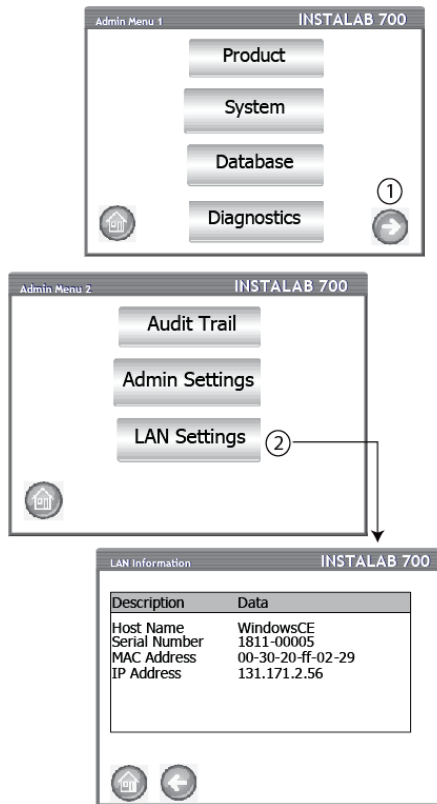 Admin Menu 1 INSTALAB 700
Product
System
Database
1
Diagnostics
Admin Menu 2 INSTALAB 700
Audit Trail
Admin Settings
LAN Settings 2
LAN Information INSTALAB 700
Description Data
Host Name WindowsCE
Serial Number 1811-00005
MAC Address 00-30-20-ff-02-29
IP Address 131.171.2.56